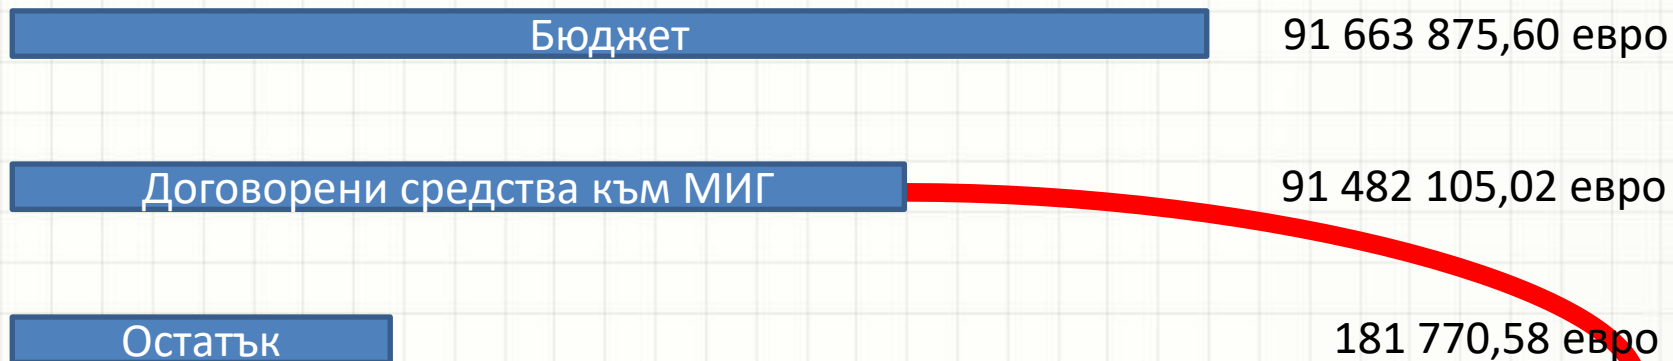 Бюджет 91 663 875,60 евро
Договорени средства към МИГ 91 482 105,02 евро
Остатък 181 770,58 евро